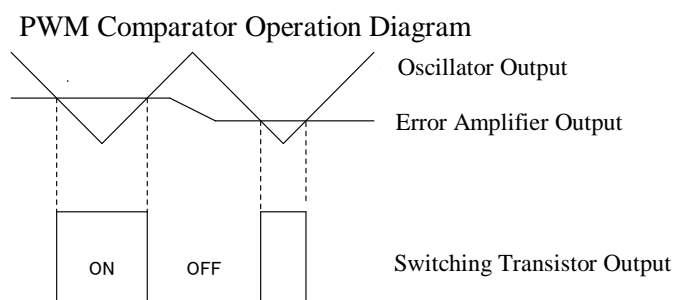 PWM Comparator Operation Diagram
Oscillator Output
Error Amplifier Output
ON
OFF
Switching Transistor Output